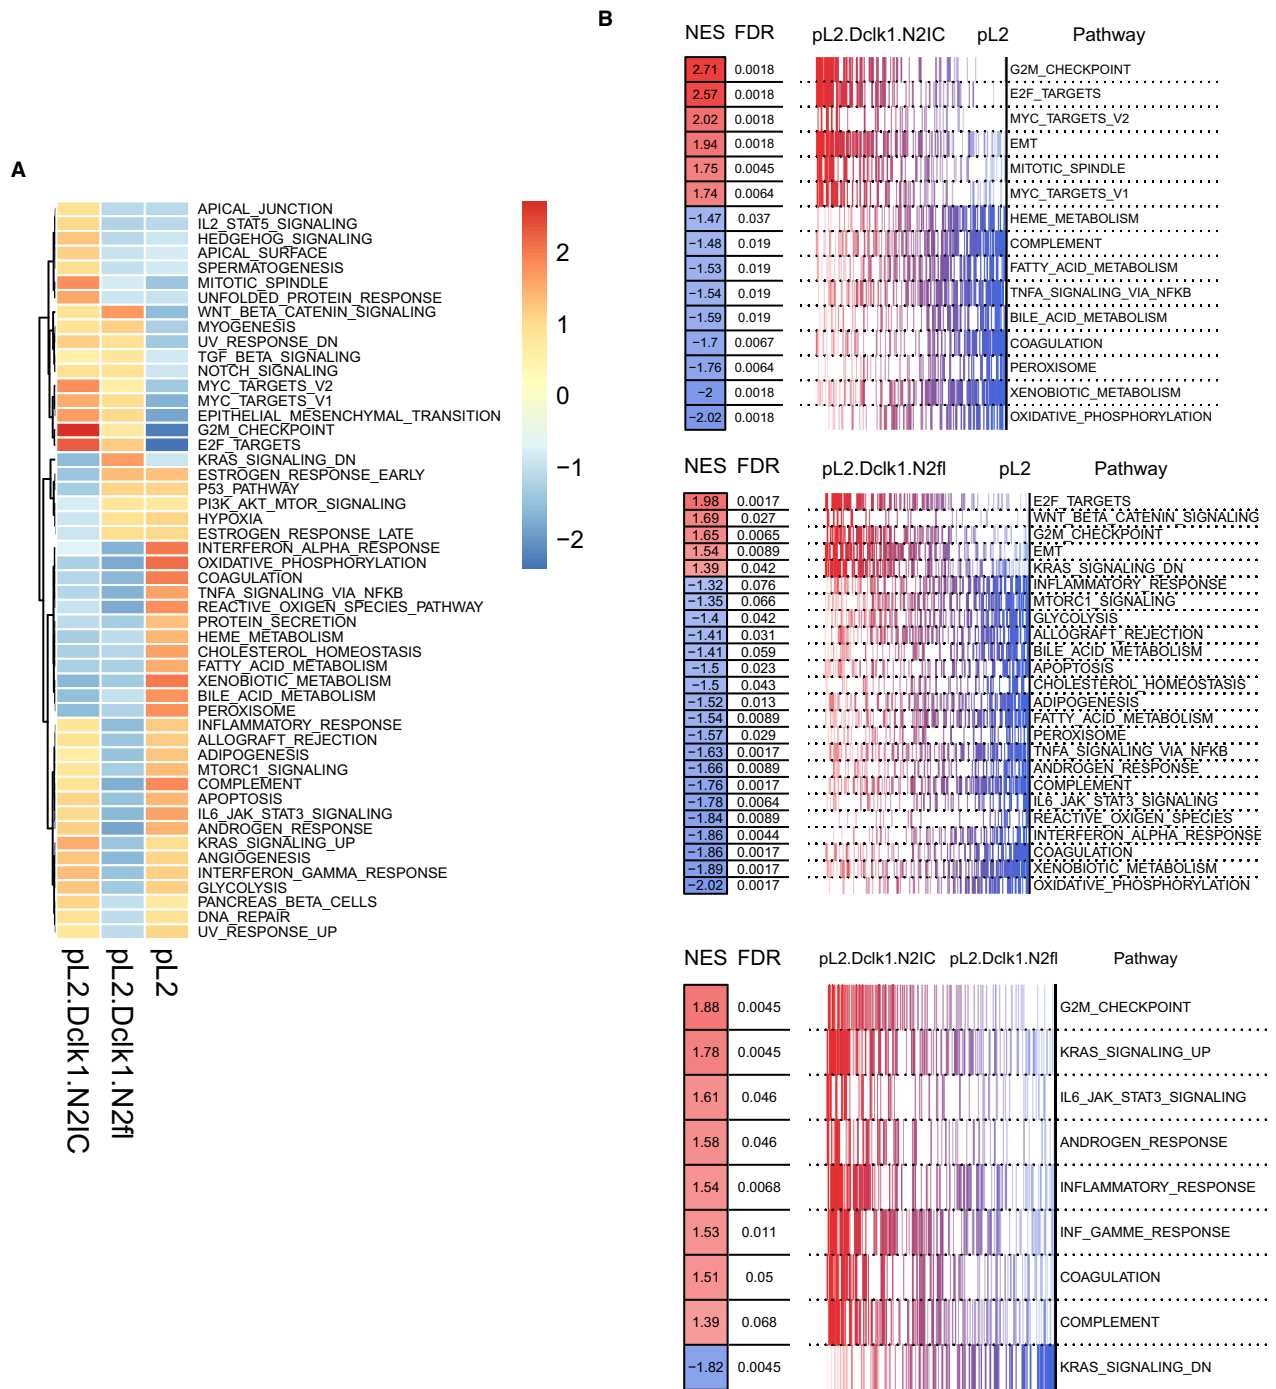 A
APICAL_JUNCTION
IL2_STAT5_SIGNALING
HEDGEHOG_SIGNALING
APICAL_SURFACE
SPERMATOGENESIS
MITOTIC_SPINDLE
UNFOLDED_PROTEIN_RESPONSE
WNT_BETA_CATENIN_SIGNALING
MYOGENESIS
UV_RESPONSE_DN
TGF_BETA_SIGNALING
NOTCH_SIGNALING
MYC_TARGETS_V2
MYC_TARGETS_V1
EPITHELIAL_MESENCHYMAL_TRANSITION
G2M_CHECKPOINT
E2F_TARGETS
KRAS_SIGNALING_DN
ESTROGEN_RESPONSE_EARLY
P53_PATHWAY
PI3K_AKT_MTOR_SIGNALING
HYPOXIA
ESTROGEN_RESPONSE_LATE
INTERFERON_ALPHA_RESPONSE
OXIDATIVE_PHOSPHORYLATION
COAGULATION
TNFA_SIGNALING_VIA_NFKB
REACTIVE_OXIGEN_SPECIES_PATHWAY
PROTEIN_SECRETION
HEME_METABOLISM
CHOLESTEROL_HOMEOSTASIS
FATTY_ACID_METABOLISM
XENOBIOTIC_METABOLISM
BILE_ACID_METABOLISM
PEROXISOME
INFLAMMATORY_RESPONSE
ALLOGRAFT_REJECTION
ADIPOGENESIS
MTORC1_SIGNALING
COMPLEMENT
APOPTOSIS
IL6_JAK_STAT3_SIGNALING
ANDROGEN_RESPONSE
KRAS_SIGNALING_UP
ANGIOGENESIS
INTERFERON_GAMMA_RESPONSE
GLYCOLYSIS
PANCREAS_BETA_CELLS
DNA_REPAIR
UV_RESPONSE_UP
pL2.Dclk1.N2IC
pL2.Dclk1.N2fl
pL2
2
1
0
−1
−2
B
NES FDR pL2.Dclk1.N2IC pL2 Pathway
2.71 0.0018 G2M_CHECKPOINT
2.57 0.0018 E2F_TARGETS
2.02 0.0018 MYC_TARGETS_V2
1.94 0.0018 EMT
1.75 0.0045 MITOTIC_SPINDLE
1.74 0.0064 MYC_TARGETS_V1
−1.47 0.037 HEME_METABOLISM
−1.48 0.019 COMPLEMENT
−1.53 0.019 FATTY_ACID_METABOLISM
−1.54 0.019 TNFA_SIGNALING_VIA_NFKB
−1.59 0.019 BILE_ACID_METABOLISM
−1.7 0.0067 COAGULATION
−1.76 0.0064 PEROXISOME
−2 0.0018 XENOBIOTIC_METABOLISM
−2.02 0.0018 OXIDATIVE_PHOSPHORYLATION
NES FDR pL2.Dclk1.N2fl pL2 Pathway
1.98 0.0017 E2F_TARGETS
1.69 0.027 WNT_BETA_CATENIN_SIGNALING
1.65 0.0065 G2M_CHECKPOINT
1.54 0.0089 EMT
1.39 0.042 KRAS_SIGNALING_DN
−1.32 0.076 INFLAMMATORY_RESPONSE
−1.35 0.066 MTORC1_SIGNALING
−1.4 0.042 GLYCOLYSIS
−1.41 0.031 ALLOGRAFT_REJECTION
−1.41 0.059 BILE_ACID_METABOLISM
−1.5 0.023 APOPTOSIS
−1.5 0.043 CHOLESTEROL_HOMEOSTASIS
−1.52 0.013 ADIPOGENESIS
−1.54 0.0089 FATTY_ACID_METABOLISM
−1.57 0.029 PEROXISOME
−1.63 0.0017 TNFA_SIGNALING_VIA_NFKB
−1.66 0.0089 ANDROGEN_RESPONSE
−1.76 0.0017 COMPLEMENT
−1.78 0.0064 IL6_JAK_STAT3_SIGNALING
−1.84 0.0089 REACTIVE_OXIGEN_SPECIES
−1.86 0.0044 INTERFERON_ALPHA_RESPONSE
−1.86 0.0017 COAGULATION
−1.89 0.0017 XENOBIOTIC_METABOLISM
−2.02 0.0017 OXIDATIVE_PHOSPHORYLATION
NES FDR pL2.Dclk1.N2IC pL2.Dclk1.N2fl Pathway
1.88 0.0045 G2M_CHECKPOINT
1.78 0.0045 KRAS_SIGNALING_UP
1.61 0.046 IL6_JAK_STAT3_SIGNALING
1.58 0.046 ANDROGEN_RESPONSE
1.54 0.0068 INFLAMMATORY_RESPONSE
1.53 0.011 INF_GAMME_RESPONSE
1.51 0.05 COAGULATION
1.39 0.068 COMPLEMENT
−1.82 0.0045 KRAS_SIGNALING_DN